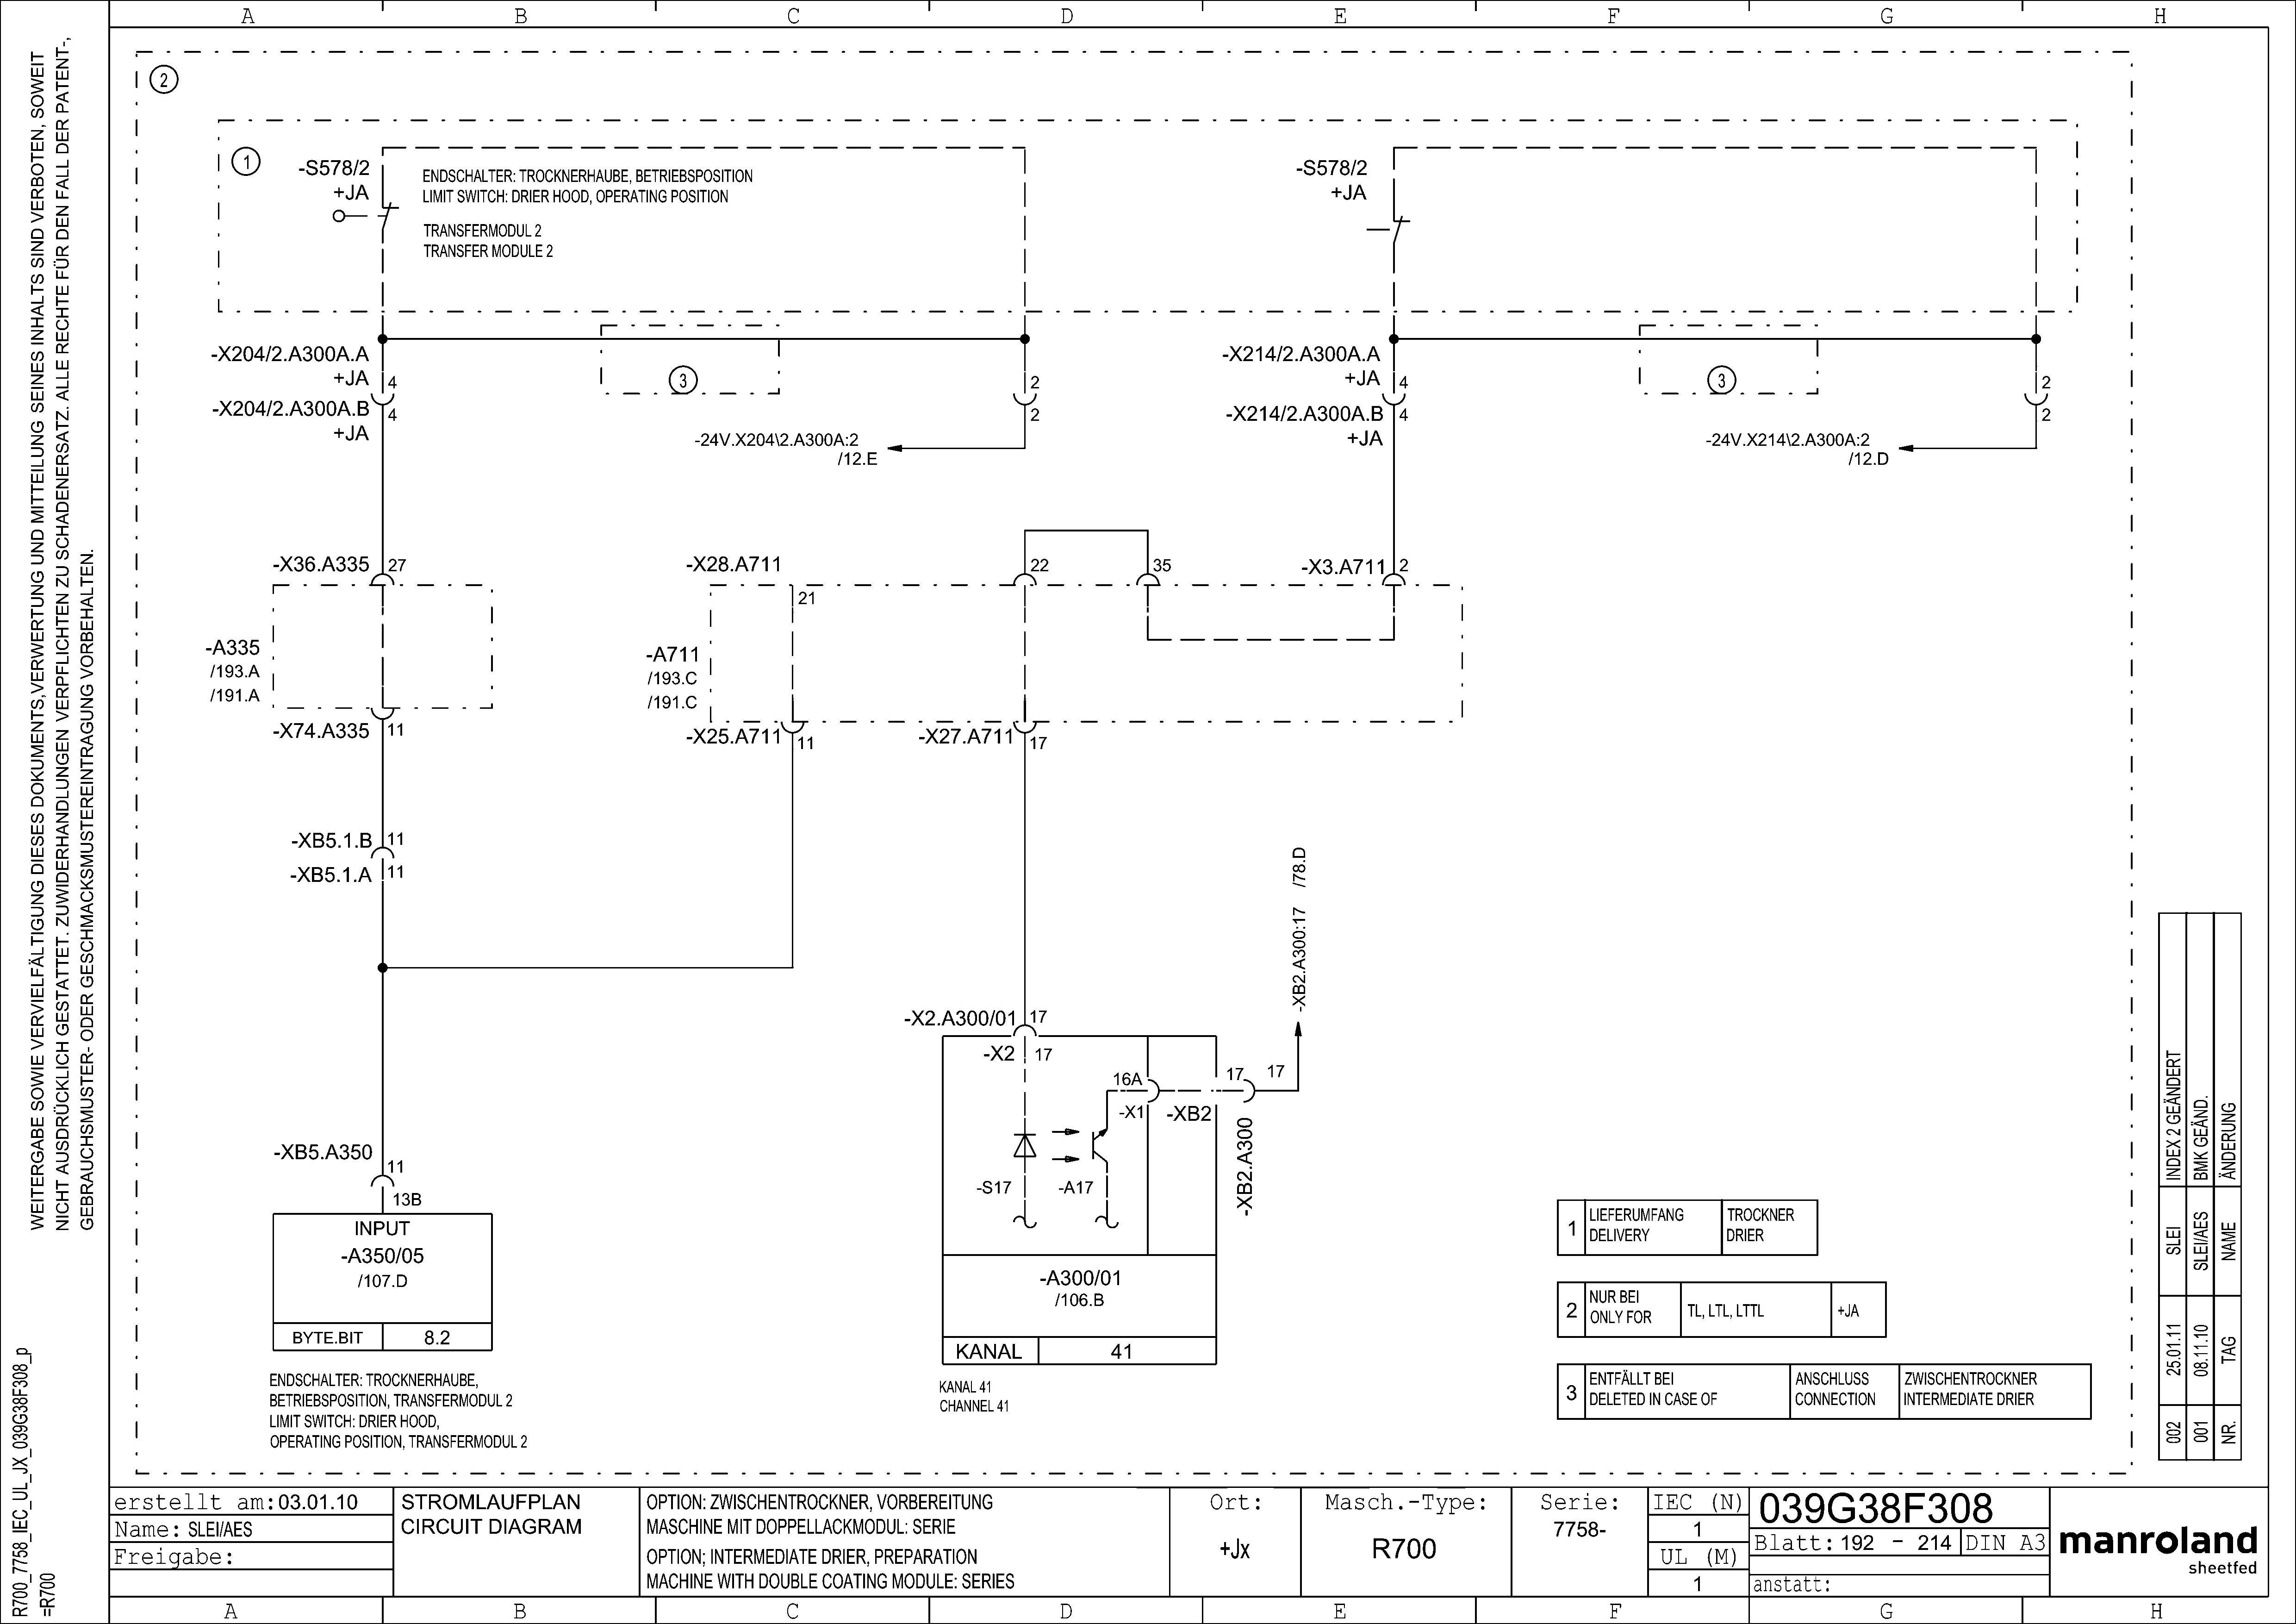 A B C D E F G H
WEITERGABE SOWIE VERVIELFÄLTIGUNG DIESES DOKUMENTS,VERWERTUNG UND MITTEILUNG SEINES INHALTS SIND VERBOTEN, SOWEIT
NICHT AUSDRÜCKLICH GESTATTET. ZUWIDERHANDLUNGEN VERPFLICHTEN ZU SCHADENERSATZ. ALLE RECHTE FÜR DEN FALL DER PATENT-,
GEBRAUCHSMUSTER- ODER GESCHMACKSMUSTEREINTRAGUNG VORBEHALTEN.
R700_7758_IEC_UL_JX_039G38F308_p
=R700
2
1
-S578/2
+JA
ENDSCHALTER: TROCKNERHAUBE, BETRIEBSPOSITION
LIMIT SWITCH: DRIER HOOD, OPERATING POSITION
TRANSFERMODUL 2
TRANSFER MODULE 2
-S578/2
+JA
-X204/2.A300A.A
+JA
4
-X204/2.A300A.B
4
+JA
3
2
2
-24V.X204\2.A300A:2
/12.E
-X214/2.A300A.A
+JA
4
-X214/2.A300A.B
4
+JA
3
2
2
-24V.X214\2.A300A:2
/12.D
-X36.A335
27
-X28.A711
22
35
-X3.A711
2
21
-A335
/193.A
/191.A
-A711
/193.C
/191.C
-X74.A335
11
-X25.A711
11
-X27.A711
17
-XB5.1.B
11
-XB5.1.A
11
-XB2.A300:17 /78.D
-X2.A300/01
17
-X2
17
16A
-X1
-XB2
17
17
-XB2.A300
-S17
-A17
-XB5.A350
11
13B
INPUT
-A350/05
/107.D
BYTE.BIT 8.2
ENDSCHALTER: TROCKNERHAUBE,
BETRIEBSPOSITION, TRANSFERMODUL 2
LIMIT SWITCH: DRIER HOOD,
OPERATING POSITION, TRANSFERMODUL 2
-A300/01
/106.B
KANAL 41
KANAL 41
CHANNEL 41
1 LIEFERUMFANG TROCKNER
DELIVERY DRIER
2 NUR BEI TL, LTL, LTTL +JA
ONLY FOR
3 ENTFÄLLT BEI ANSCHLUSS ZWISCHENTROCKNER
DELETED IN CASE OF CONNECTION INTERMEDIATE DRIER
002 25.01.11 SLEI INDEX 2 GEÄNDERT
001 08.11.10 SLEI/AES BMK GEÄND.
NR. TAG NAME ÄNDERUNG
erstellt am: 03.01.10
Name: SLEI/AES
Freigabe:
STROMLAUFPLAN
CIRCUIT DIAGRAM
OPTION: ZWISCHENTROCKNER, VORBEREITUNG
MASCHINE MIT DOPPELLACKMODUL: SERIE
OPTION; INTERMEDIATE DRIER, PREPARATION
MACHINE WITH DOUBLE COATING MODULE: SERIES
Ort:
+Jx
Masch.-Type:
R700
Serie:
7758-
IEC (N)
1
UL (M)
1
039G38F308
Blatt: 192 - 214 DIN A3
anstatt:
manroland
sheetfed
A B C D E F G H